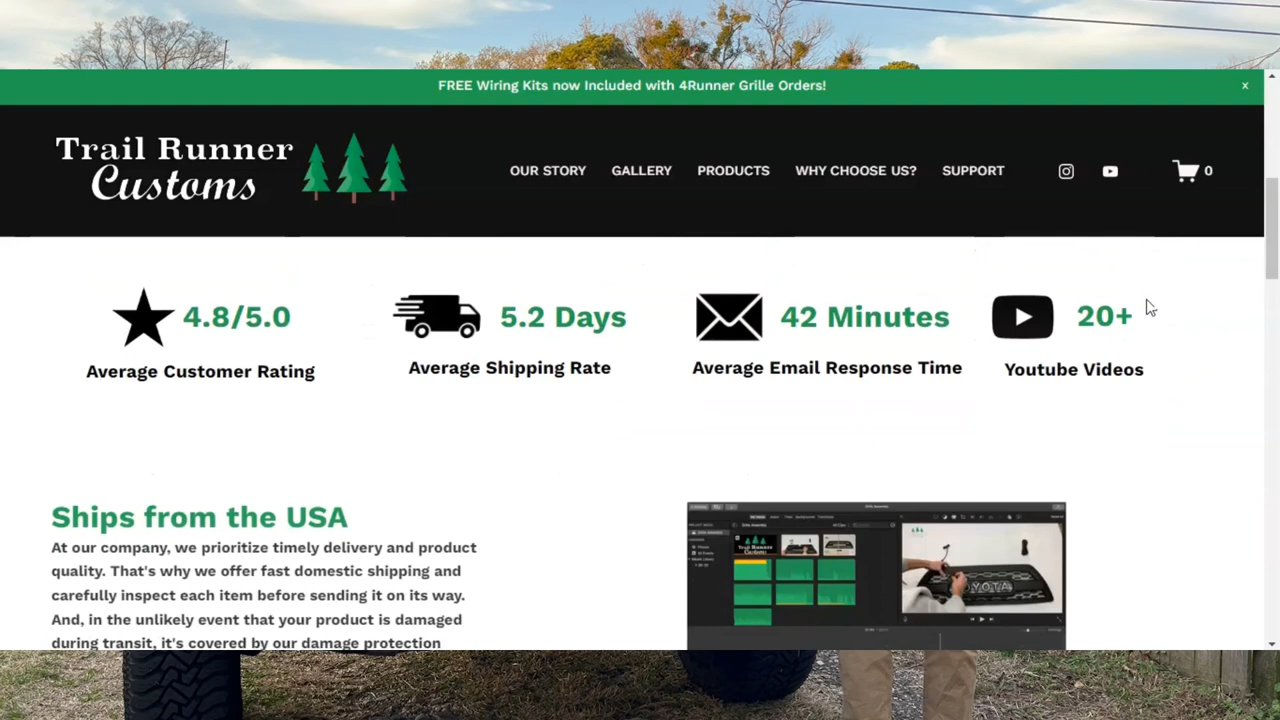 FREE Wiring Kits now Included with 4Runner Grille Orders!
x
Trail Runner
Customs
OUR STORY
GALLERY
PRODUCTS
WHY CHOOSE US?
SUPPORT
0
4.8/5.0
5.2 Days
42 Minutes
20+
Average Customer Rating
Average Shipping Rate
Average Email Response Time
Youtube Videos
Ships from the USA
At our company, we prioritize timely delivery and product
quality. That's why we offer fast domestic shipping and
carefully inspect each item before sending it on its way.
And, in the unlikely event that your product is damaged
during transit, it's covered by our damage protection